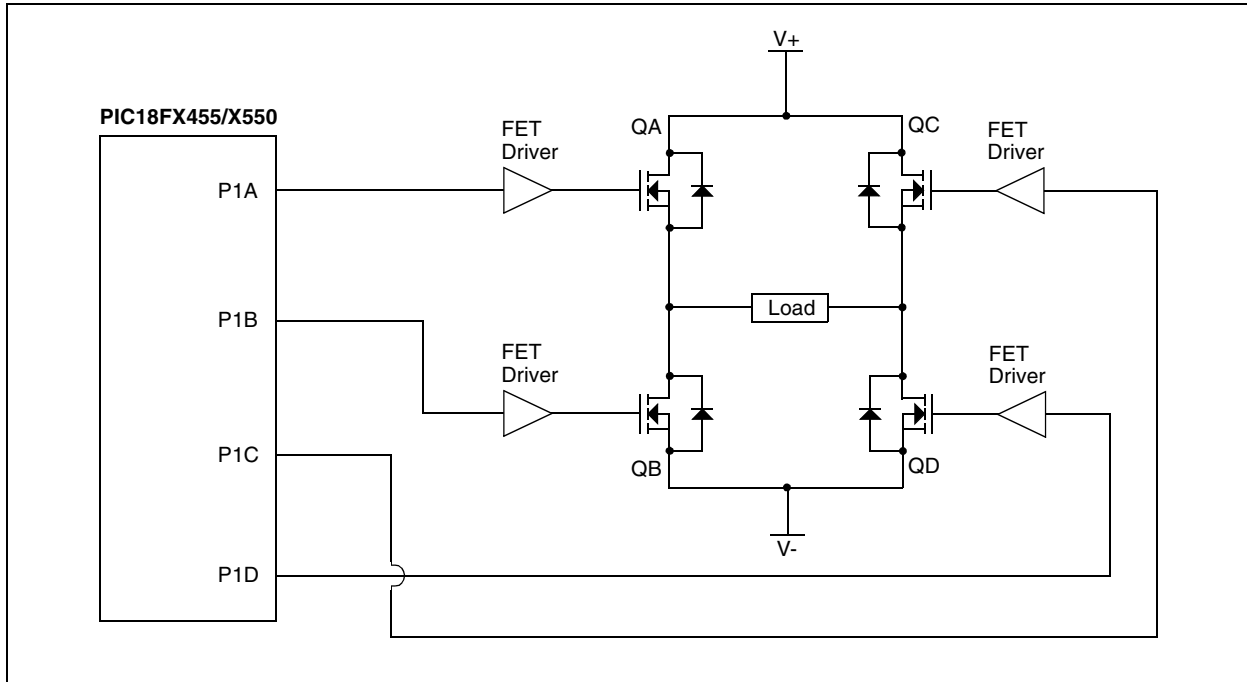 V+
PIC18FX455/X550
FET
Driver
QA
QC
FET
Driver
P1A
P1B
Load
FET
Driver
FET
Driver
P1C
QB
QD
V-
P1D